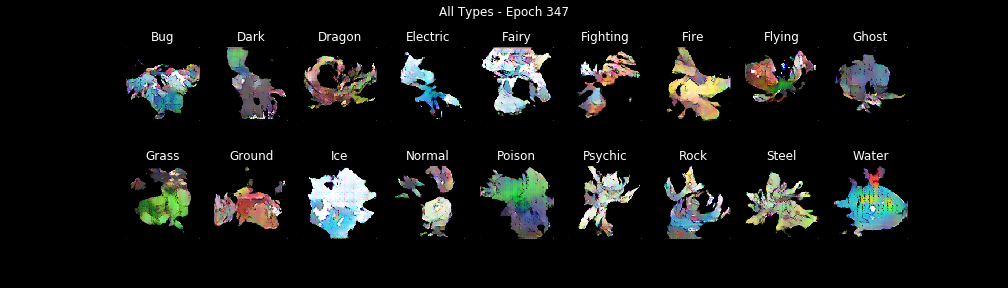 All Types - Epoch 347
Bug Dark Dragon Electric Fairy Fighting Fire Flying Ghost
Grass Ground Ice Normal Poison Psychic Rock Steel Water